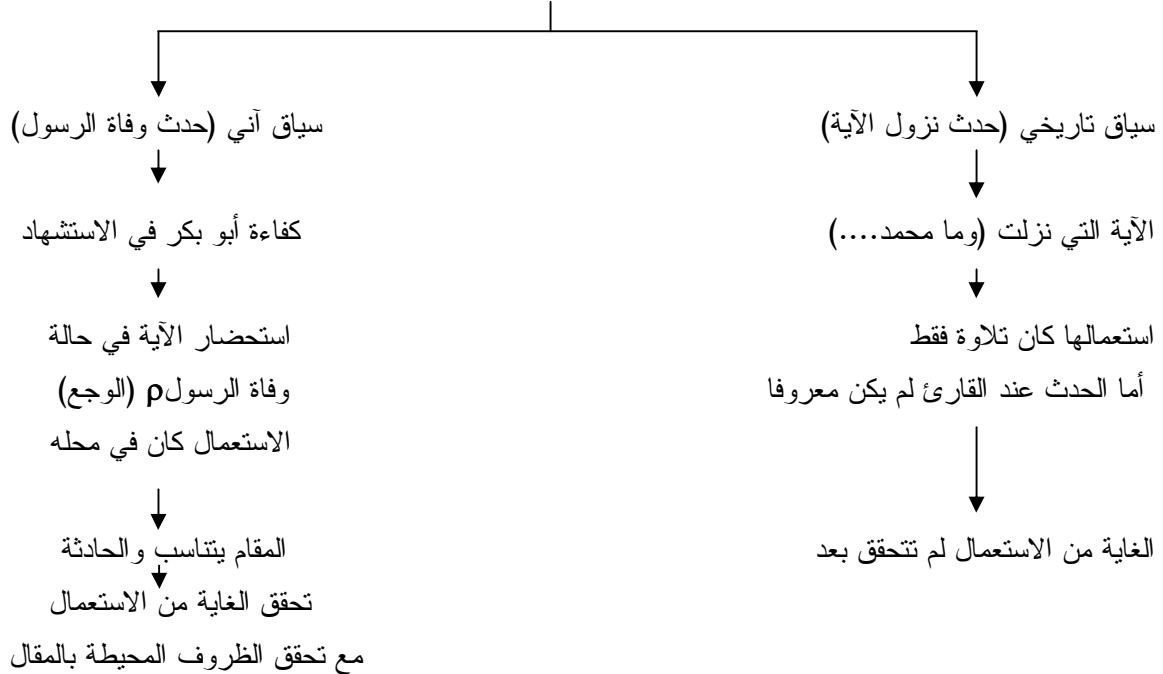 سياق تاريخي (حدث نزول الآية)
الآية التي نزلت (وما محمد....)
استعمالها كان تلاوة فقط
أما الحدث عند القارئ لم يكن معروفا
الغاية من الاستعمال لم تتحقق بعد
سياق آني (حدث وفاة الرسول)
كفاءة أبو بكر في الاستشهاد
استحضار الآية في حالة
وفاة الرسولρ (الوجع)
الاستعمال كان في محله
المقام يتناسب والحادثة
تحقق الغاية من الاستعمال
مع تحقق الظروف المحيطة بالمقال